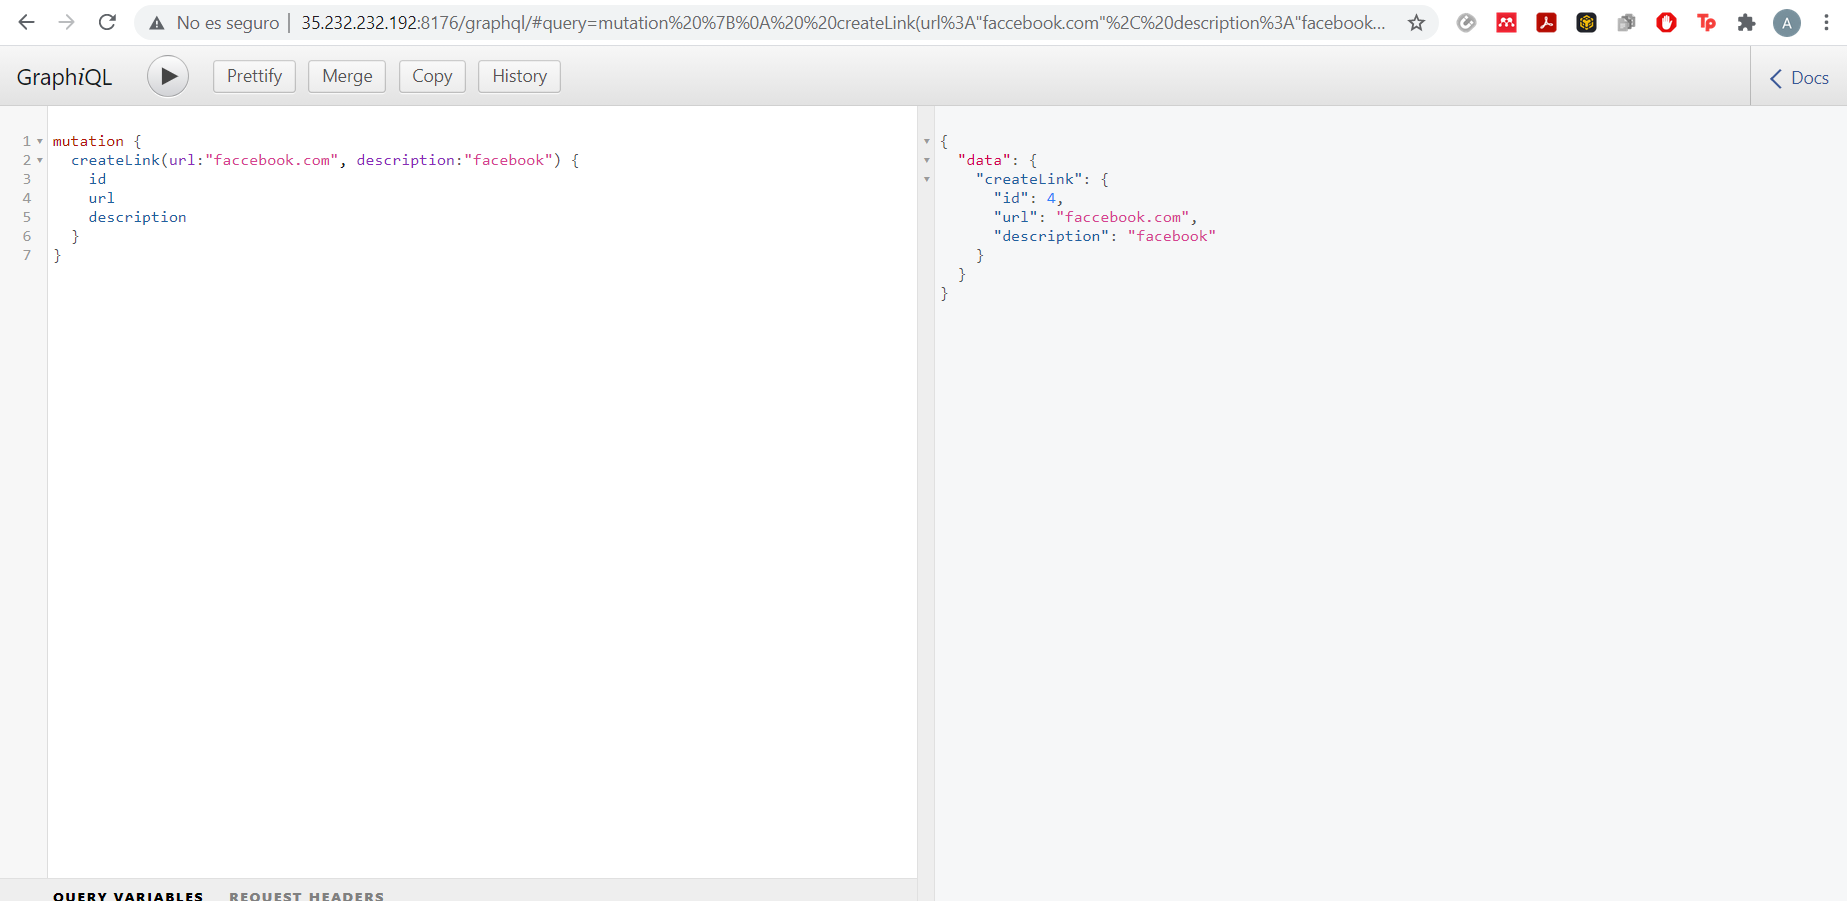 No es seguro | 35.232.232.192:8176/graphql/#query=mutation%20%7B%0A%20%20createLink(url%3A"faccebook.com"%2C%20description%3A"facebook...
A
GraphiQL Prettify Merge Copy History Docs
1 mutation {
2 createLink(url:"faccebook.com", description:"facebook") {
3 id
4 url
5 description
6 }
7 }
{
"data": {
"createLink": {
"id": 4,
"url": "faccebook.com",
"description": "facebook"
}
}
}
QUERY VARIABLES REQUEST HEADERS